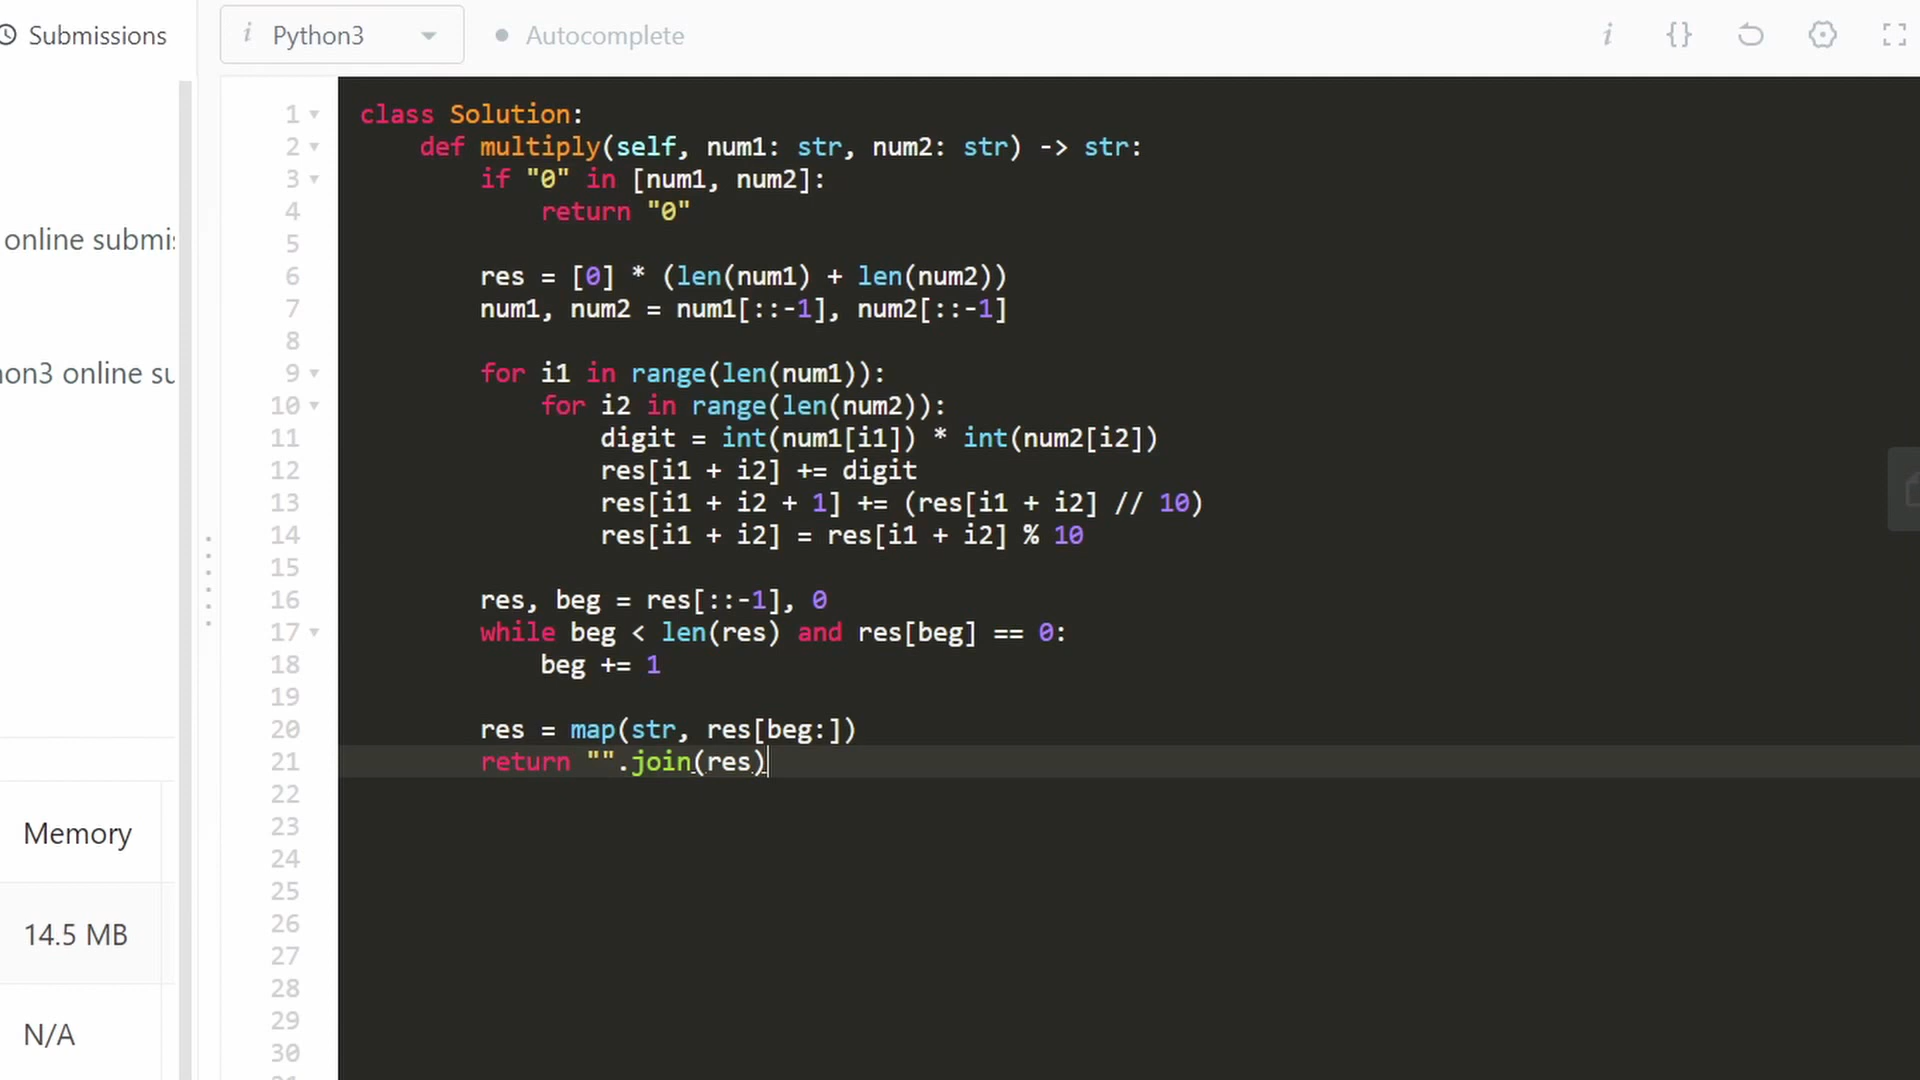 Submissions
i Python3
Autocomplete
i {}
online submis
hon3 online su
Memory
14.5 MB
N/A
1 class Solution:
2 def multiply(self, num1: str, num2: str) -> str:
3 if "0" in [num1, num2]:
4 return "0"
5
6 res = [0] * (len(num1) + len(num2))
7 num1, num2 = num1[::-1], num2[::-1]
8
9 for i1 in range(len(num1)):
10 for i2 in range(len(num2)):
11 digit = int(num1[i1]) * int(num2[i2])
12 res[i1 + i2] += digit
13 res[i1 + i2 + 1] += (res[i1 + i2] // 10)
14 res[i1 + i2] = res[i1 + i2] % 10
15
16 res, beg = res[::-1], 0
17 while beg < len(res) and res[beg] == 0:
18 beg += 1
19
20 res = map(str, res[beg:])
21 return "".join(res)
22
23
24
25
26
27
28
29
30